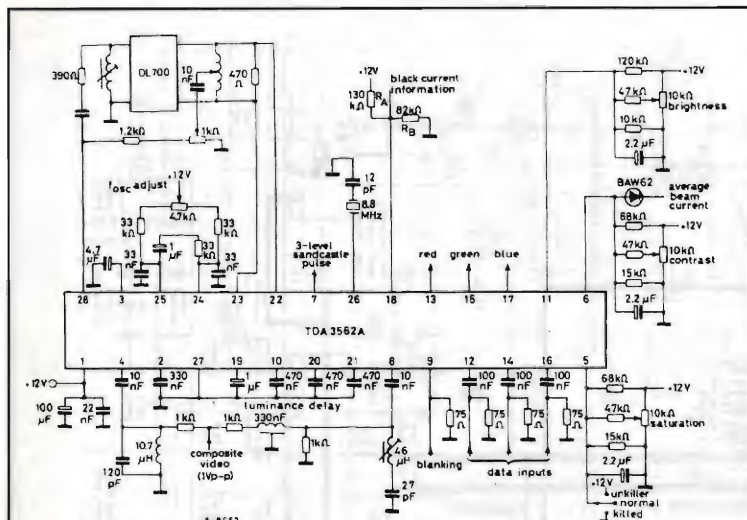 390Ω
DL700
10 nF
470 Ω
1.2kΩ
1kΩ
+12V
130 kΩ
RA
black current information
82kΩ
RB
12 pF
8.8 MHz
fosc adjust
+12V
4.7kΩ
33 kΩ
33 kΩ
33 kΩ
4.7 µF
33 nF
1 µF
33 nF
3-level sandcastle pulse
red green blue
120kΩ
+12V
47kΩ
10kΩ brightness
10kΩ
2.2 µF
BAW62
average beam current
68kΩ
+12V
47kΩ
10kΩ contrast
15kΩ
2.2 µF
28 3 25 24 23 22 7 26 18 13 15 17 11 6
TDA 3562A
1 4 2 27 19 10 20 21 8 9 12 14 16 5
+12V
100 µF
22 nF
10 nF
330 nF
1 µF
470 nF
470 nF
470 nF
10 nF
100 nF
100 nF
100 nF
luminance delay
1kΩ
1kΩ
330nF
1kΩ
75 Ω
75 Ω
75 Ω
75 Ω
10.7 µH
120 pF
composite video (1Vp-p)
46 µH
27 pF
blanking
data inputs
68kΩ
+12V
47kΩ
10kΩ saturation
15kΩ
2.2 µF
+12V
unkiller
normal
killed